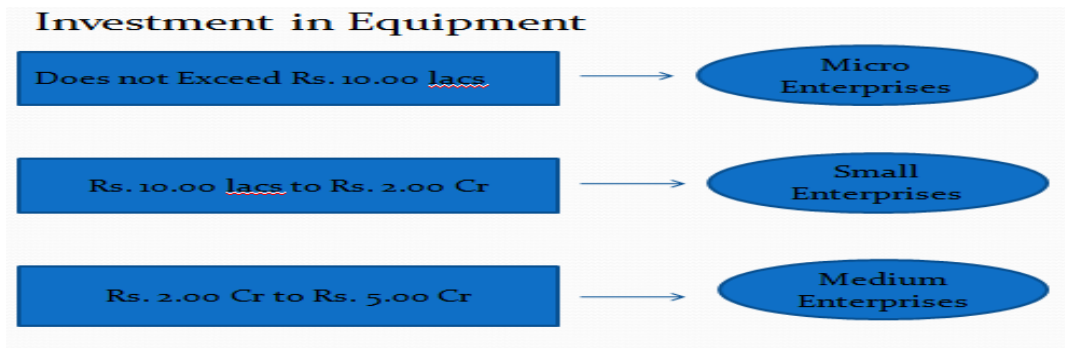 Investment in Equipment
Does not Exceed Rs. 10.00 lacs
Micro
Enterprises
Rs. 10.00 lacs to Rs. 2.00 Cr
Small
Enterprises
Rs. 2.00 Cr to Rs. 5.00 Cr
Medium
Enterprises